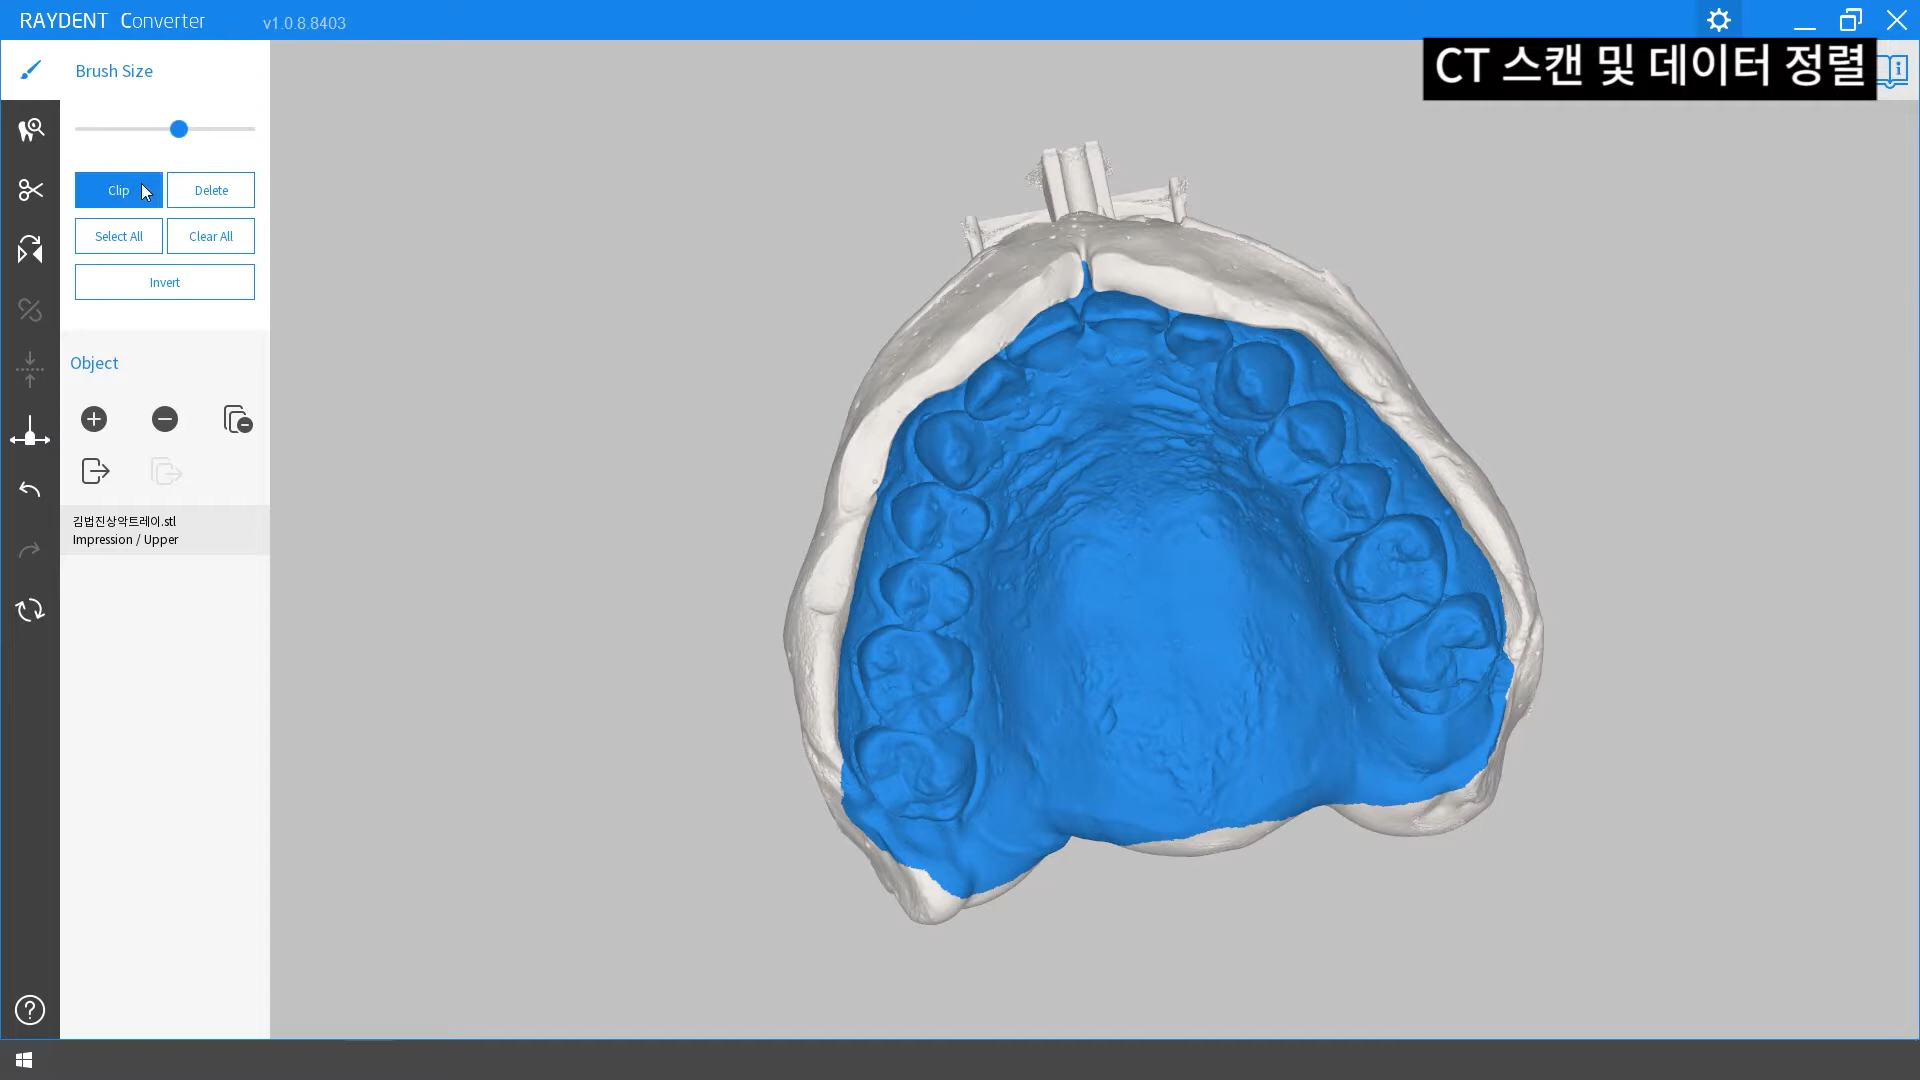 RAYDENT Converter v1.0.8.8403
CT 스캔 및 데이터 정렬
Brush Size
Clip Delete
Select All Clear All
Invert
Object
김법진상악트레이.stl
Impression / Upper